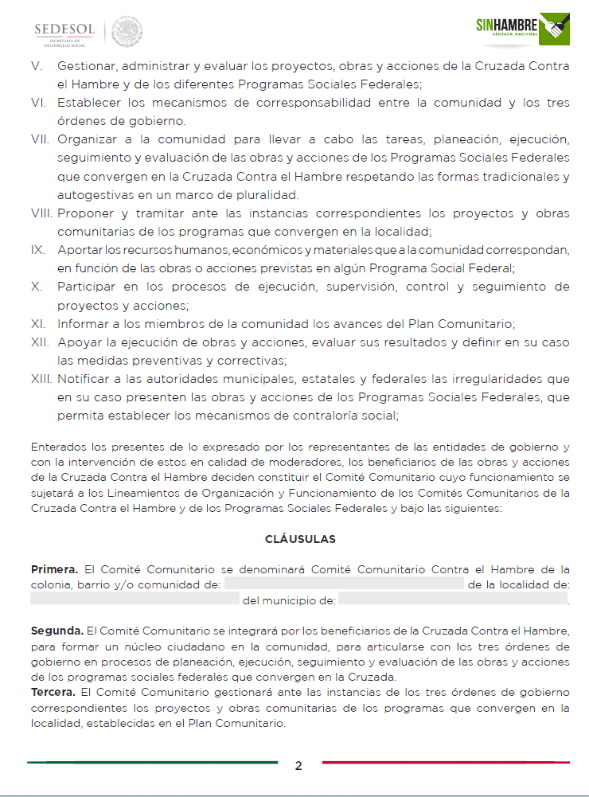 SEDESOL
SECRETARÍA DE
DESARROLLO SOCIAL
SINHAMBRE
CRUZADA NACIONAL
V. Gestionar, administrar y evaluar los proyectos, obras y acciones de la Cruzada Contra
el Hambre y de los diferentes Programas Sociales Federales;
VI. Establecer los mecanismos de corresponsabilidad entre la comunidad y los tres
órdenes de gobierno.
VII. Organizar a la comunidad para llevar a cabo las tareas, planeación, ejecución,
seguimiento y evaluación de las obras y acciones de los Programas Sociales Federales
que convergen en la Cruzada Contra el Hambre respetando las formas tradicionales y
autogestivas en un marco de pluralidad.
VIII. Proponer y tramitar ante las instancias correspondientes los proyectos y obras
comunitarias de los programas que convergen en la localidad;
IX. Aportar los recursos humanos, económicos y materiales que a la comunidad correspondan,
en función de las obras o acciones previstas en algún Programa Social Federal;
X. Participar en los procesos de ejecución, supervisión, control y seguimiento de
proyectos y acciones;
XI. Informar a los miembros de la comunidad los avances del Plan Comunitario;
XII. Apoyar la ejecución de obras y acciones, evaluar sus resultados y definir en su caso
las medidas preventivas y correctivas;
XIII. Notificar a las autoridades municipales, estatales y federales las irregularidades que
en su caso presenten las obras y acciones de los Programas Sociales Federales, que
permita establecer los mecanismos de contraloría social;
Enterados los presentes de lo expresado por los representantes de las entidades de gobierno y
con la intervención de estos en calidad de moderadores, los beneficiarios de las obras y acciones
de la Cruzada Contra el Hambre deciden constituir el Comité Comunitario cuyo funcionamiento se
sujetará a los Lineamientos de Organización y Funcionamiento de los Comités Comunitarios de la
Cruzada Contra el Hambre y de los Programas Sociales Federales y bajo las siguientes:
CLÁUSULAS
Primera. El Comité Comunitario se denominará Comité Comunitario Contra el Hambre de la
colonia, barrio y/o comunidad de: de la localidad de:
del municipio de: .
Segunda. El Comité Comunitario se integrará por los beneficiarios de la Cruzada Contra el Hambre,
para formar un núcleo ciudadano en la comunidad, para articularse con los tres órdenes de
gobierno en procesos de planeación, ejecución, seguimiento y evaluación de las obras y acciones
de los programas sociales federales que convergen en la Cruzada.
Tercera. El Comité Comunitario gestionará ante las instancias de los tres órdenes de gobierno
correspondientes los proyectos y obras comunitarias de los programas que convergen en la
localidad, establecidas en el Plan Comunitario.
2